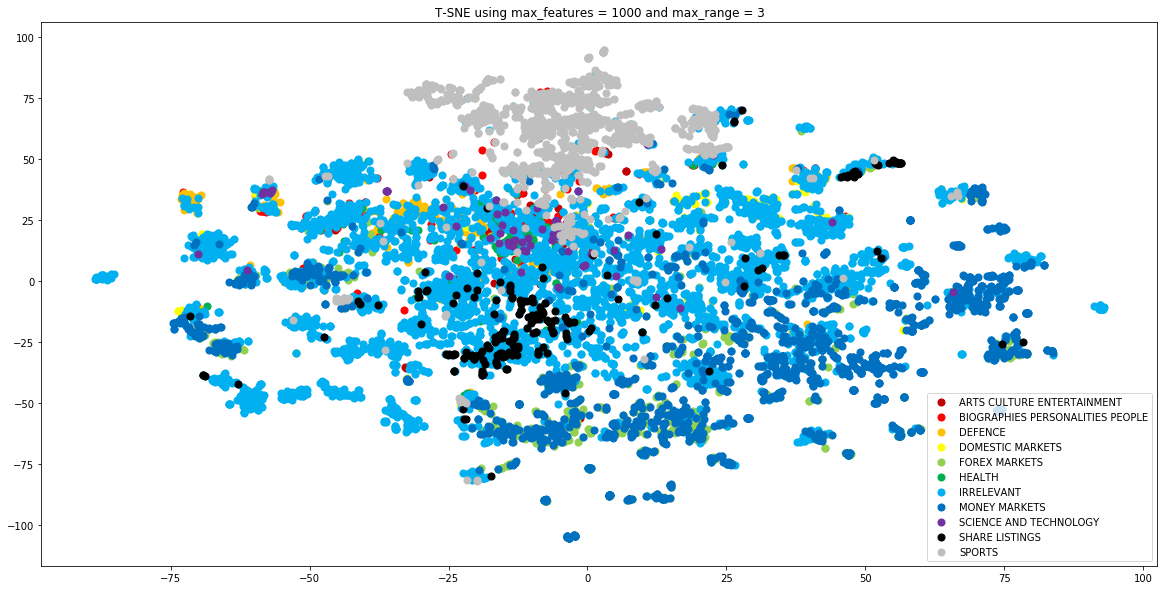 T-SNE using max_features = 1000 and max_range = 3
100
75
50
25
0
−25
−50
−75
−100
−75
−50
−25
0
25
50
75
100
ARTS CULTURE ENTERTAINMENT
BIOGRAPHIES PERSONALITIES PEOPLE
DEFENCE
DOMESTIC MARKETS
FOREX MARKETS
HEALTH
IRRELEVANT
MONEY MARKETS
SCIENCE AND TECHNOLOGY
SHARE LISTINGS
SPORTS